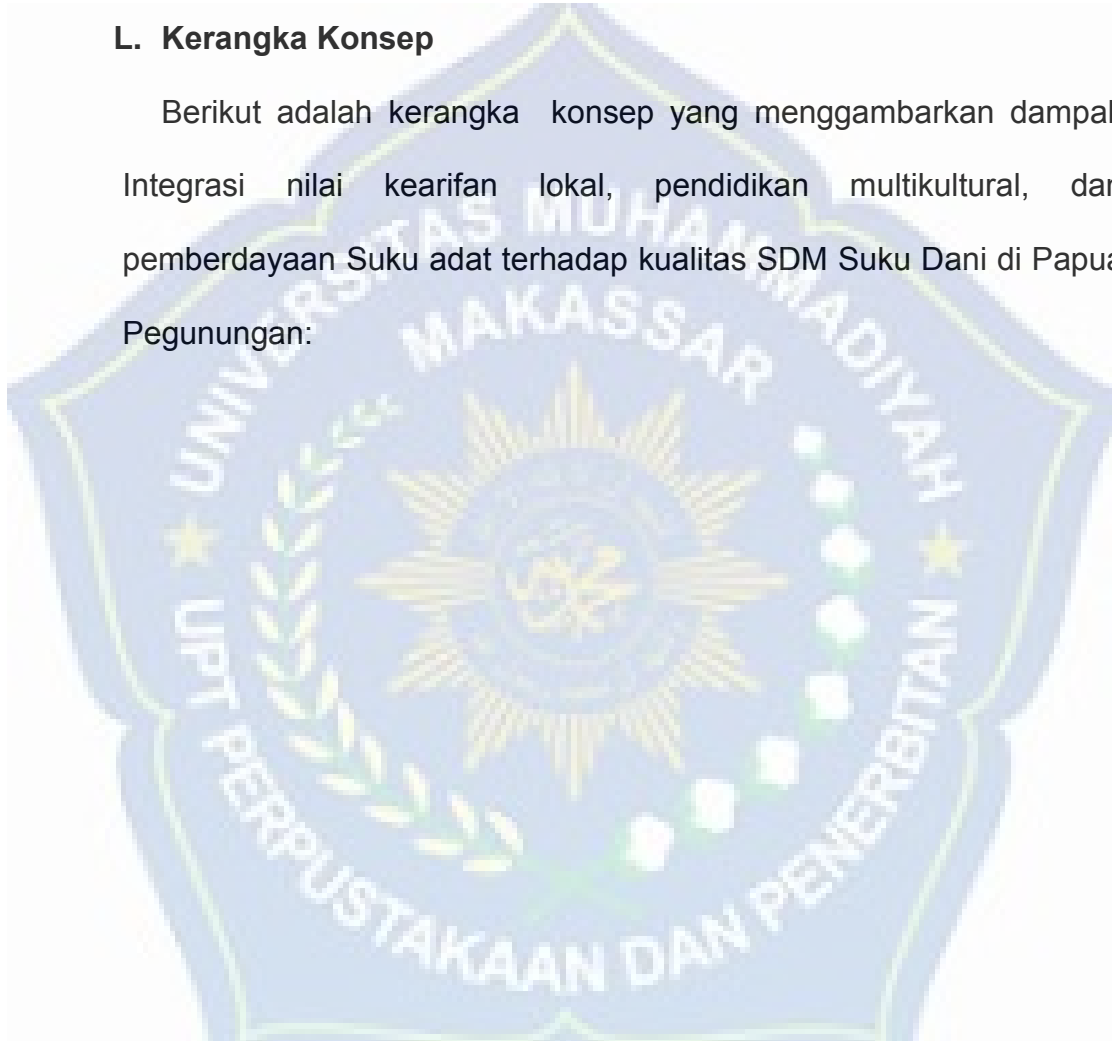 L. Kerangka Konsep
Berikut adalah kerangka konsep yang menggambarkan dampak
Integrasi nilai kearifan lokal, pendidikan multikultural, dan
pemberdayaan Suku adat terhadap kualitas SDM Suku Dani di Papua
Pegunungan:
UNIVERSITAS MUHAMMADIYAH
MAKASSAR
UPT PERPUSTAKAAN DAN PENERBITAN